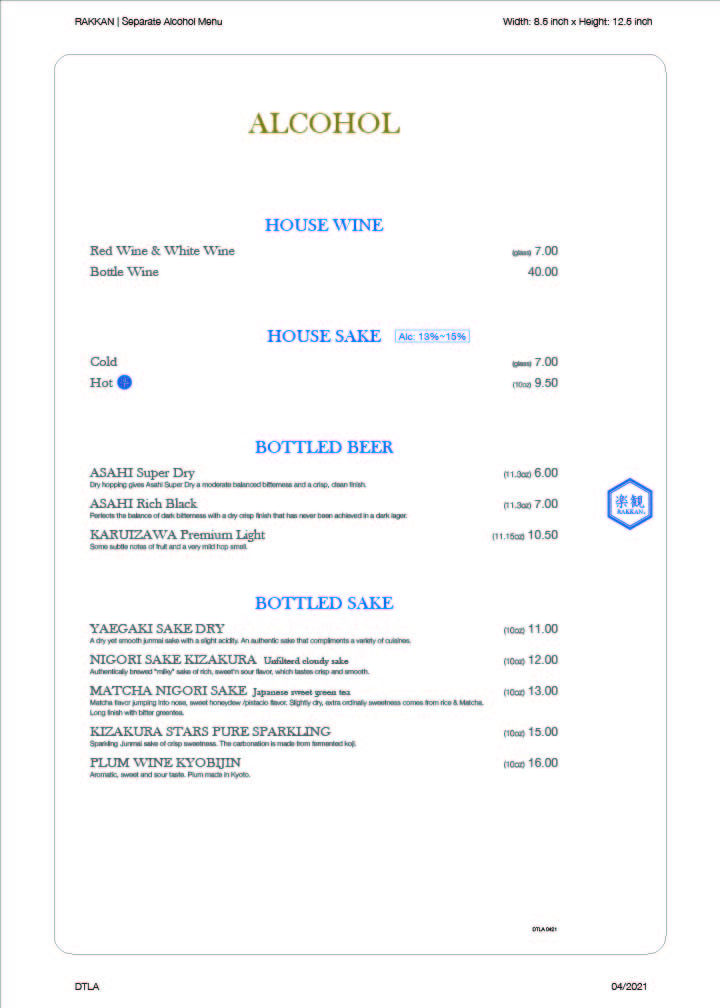 RAKKAN | Separate Alcohol Menu Width: 8.5 inch x Height: 12.6 inch
ALCOHOL
HOUSE WINE
Red Wine & White Wine (glass) 7.00
Bottle Wine 40.00
HOUSE SAKE Alc: 13%~15%
Cold (glass) 7.00
Hot (10oz) 9.50
BOTTLED BEER
ASAHI Super Dry (11.3oz) 6.00
Dry hopping gives Asahi Super Dry a moderate balanced bitterness and a crisp, clean finish.
ASAHI Rich Black (11.3oz) 7.00
Perfects the balance of dark bitterness with a dry crisp finish that has never been achieved in a dark lager.
楽観
RAKKAN
KARUIZAWA Premium Light (11.15oz) 10.50
Some subtle notes of fruit and a very mild hop smell.
BOTTLED SAKE
YAEGAKI SAKE DRY (10oz) 11.00
A dry yet smooth junmai sake with a slight acidity. An authentic sake that compliments a variety of cuisines.
NIGORI SAKE KIZAKURA Unfilterd cloudy sake (10oz) 12.00
Authentically brewed "milky" sake of rich, sweet'n sour flavor, which tastes crisp and smooth.
MATCHA NIGORI SAKE Japanese sweet green tea (10oz) 13.00
Matcha flavor jumping into nose, sweet honeydew /pistacio flavor. Slightly dry, extra ordinally sweetness comes from rice & Matcha.
Long finish with bitter greentea.
KIZAKURA STARS PURE SPARKLING (10oz) 15.00
Sparkling Junmai sake of crisp sweetness. The carbonation is made from fermented koji.
PLUM WINE KYOBIJIN (10oz) 16.00
Aromatic, sweet and sour taste. Plum made in Kyoto.
DTLA 0421
DTLA 04/2021